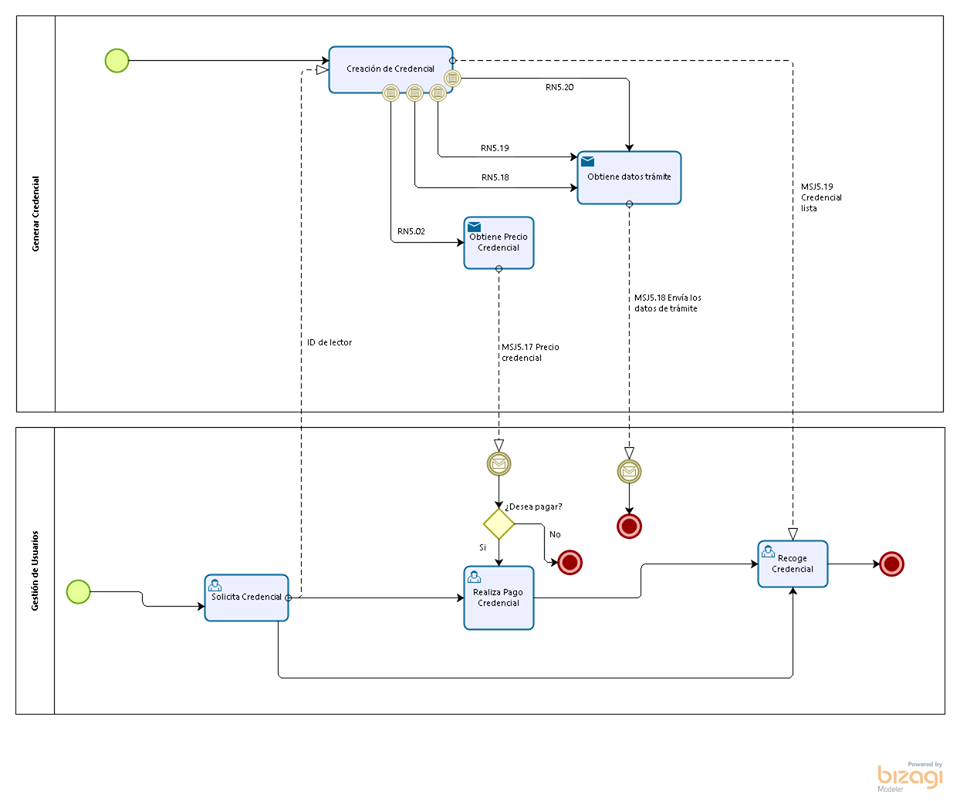 Generar Credencial
Creación de Credencial
RN5.20
RN5.19
RN5.18
Obtiene datos trámite
MSJ5.19
Credencial
lista
RN5.02
Obtiene Precio
Credencial
MSJ5.18 Envía los
datos de trámite
ID de lector
MSJ5.17 Precio
credencial
Gestión de Usuarios
¿Desea pagar?
No
Si
Solicita Credencial
Realiza Pago
Credencial
Recoge
Credencial
Powered by
bizagi
Modeler